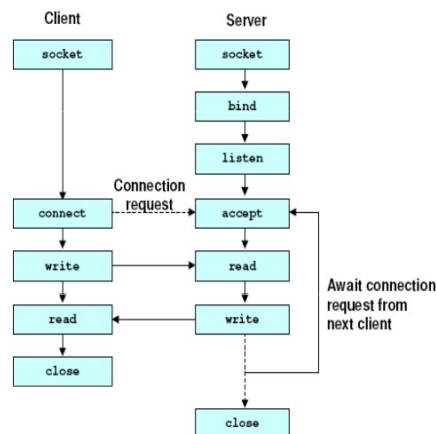 Client
Server
socket
socket
bind
listen
Connection
request
connect
accept
write
read
Await connection
request from
next client
read
write
close
close